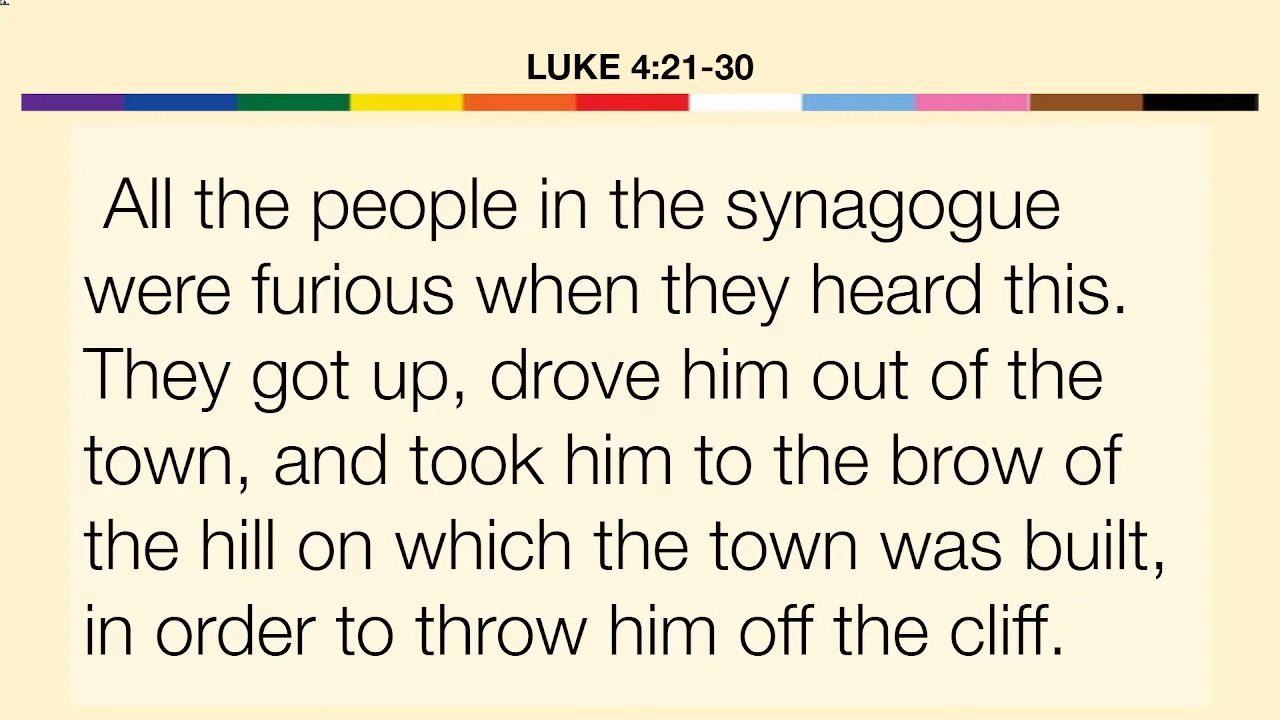 LUKE 4:21-30
All the people in the synagogue
were furious when they heard this.
They got up, drove him out of the
town, and took him to the brow of
the hill on which the town was built,
in order to throw him off the cliff.